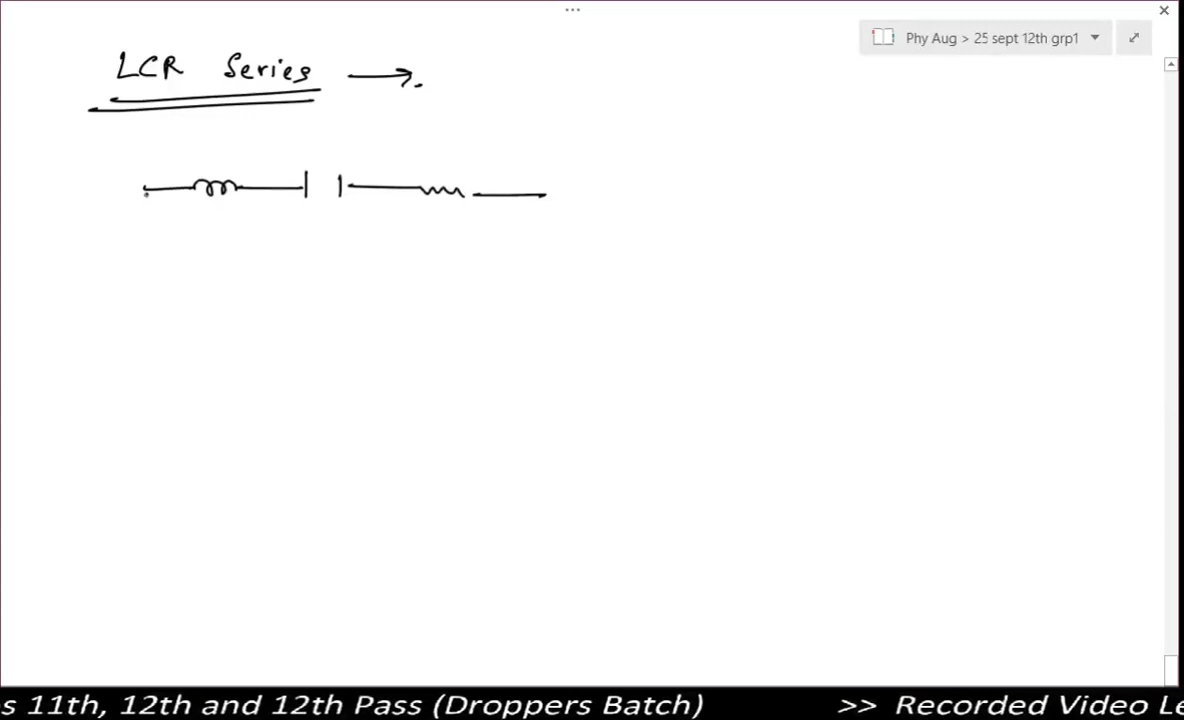 Phy Aug > 25 sept 12th grp1
LCR Series
s 11th, 12th and 12th Pass (Droppers Batch) >> Recorded Video Le